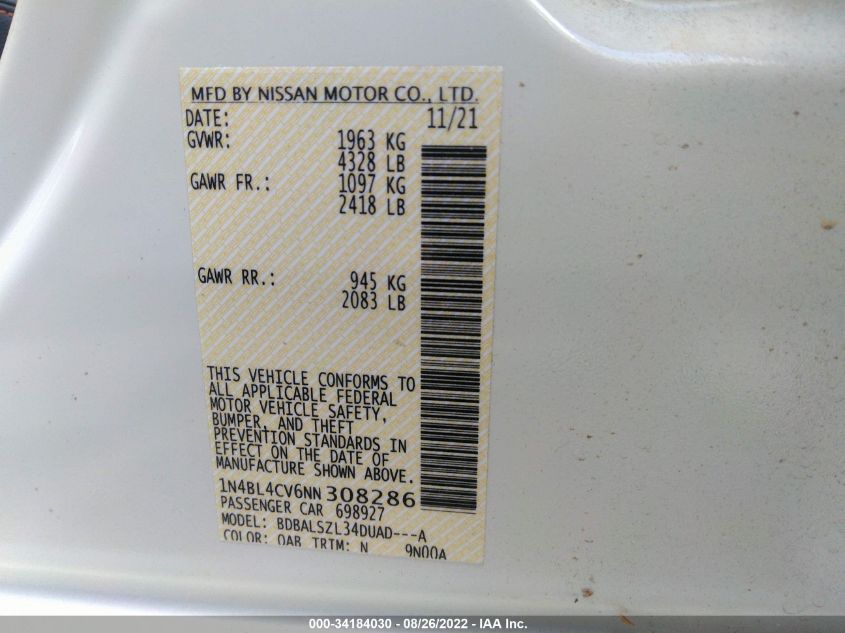 MFD BY NISSAN MOTOR CO., LTD.
DATE: 11/21
GVWR: 1963 KG
4328 LB
GAWR FR.: 1097 KG
2418 LB
GAWR RR.: 945 KG
2083 LB
THIS VEHICLE CONFORMS TO
ALL APPLICABLE FEDERAL
MOTOR VEHICLE SAFETY,
BUMPER, AND THEFT
PREVENTION STANDARDS IN
EFFECT ON THE DATE OF
MANUFACTURE SHOWN ABOVE.
1N4BL4CV6NN308286
PASSENGER CAR 698927
MODEL: BDBALSZL34DUAD---A
COLOR: QAB TRIM: N 9N00A
000-34184030 - 08/26/2022 - IAA Inc.